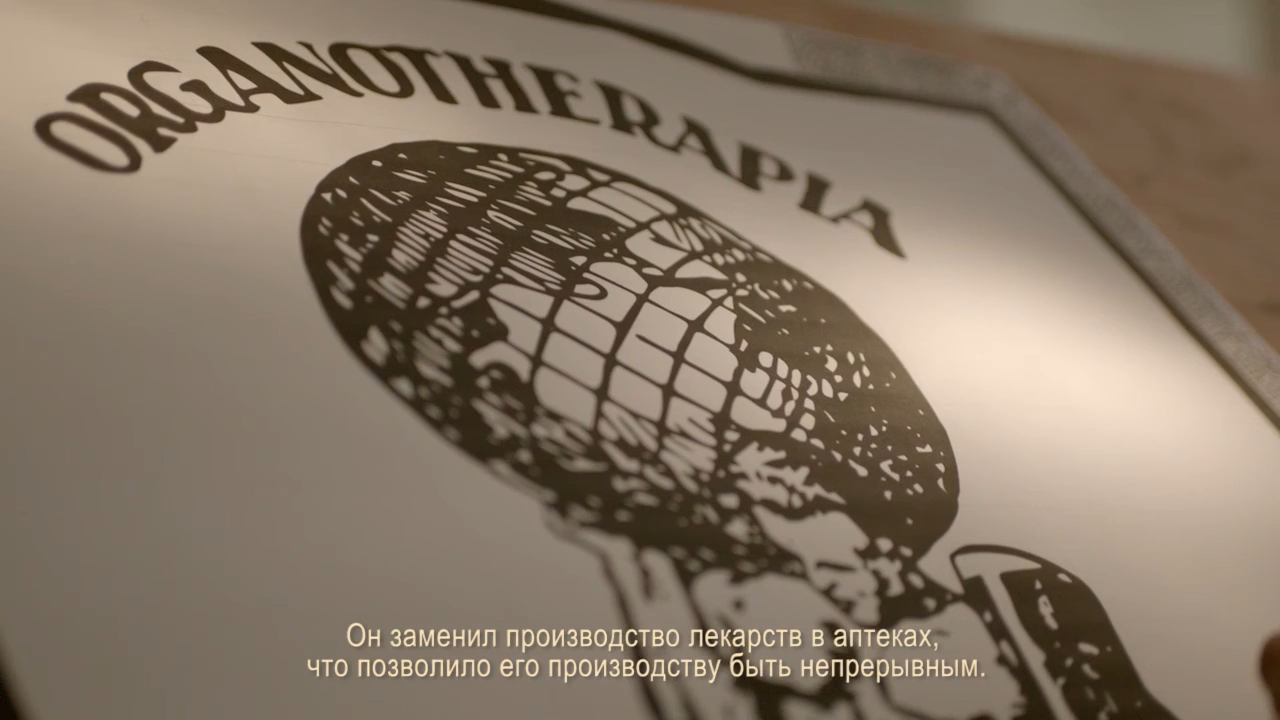 ORGANOTHERAPIA
Он заменил производство лекарств в аптеках,
что позволило его производству быть непрерывным.